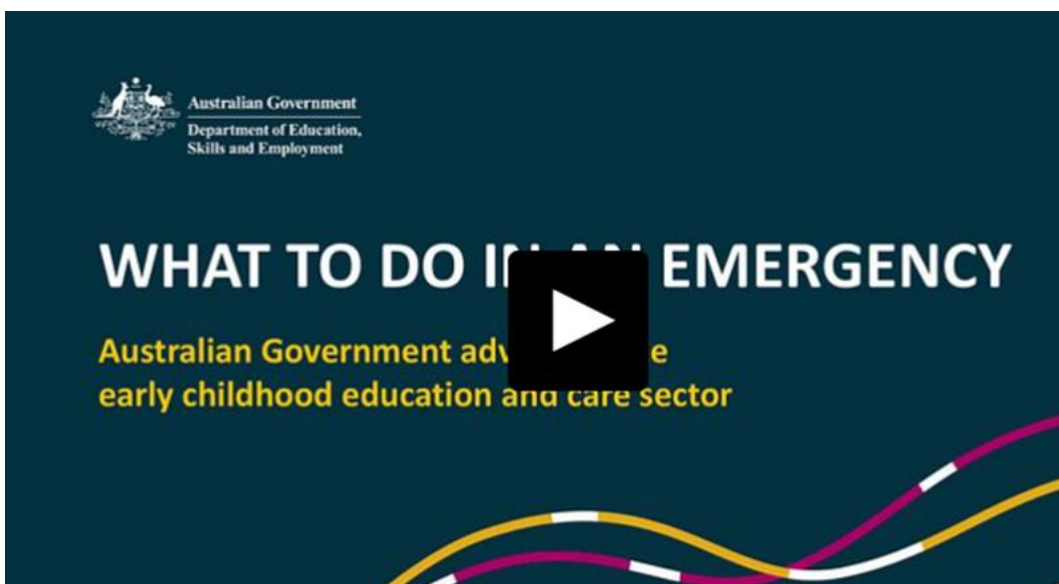 Australian Government
Department of Education,
Skills and Employment
WHAT TO DO IN AN EMERGENCY
Australian Government
early childhood education and care sector